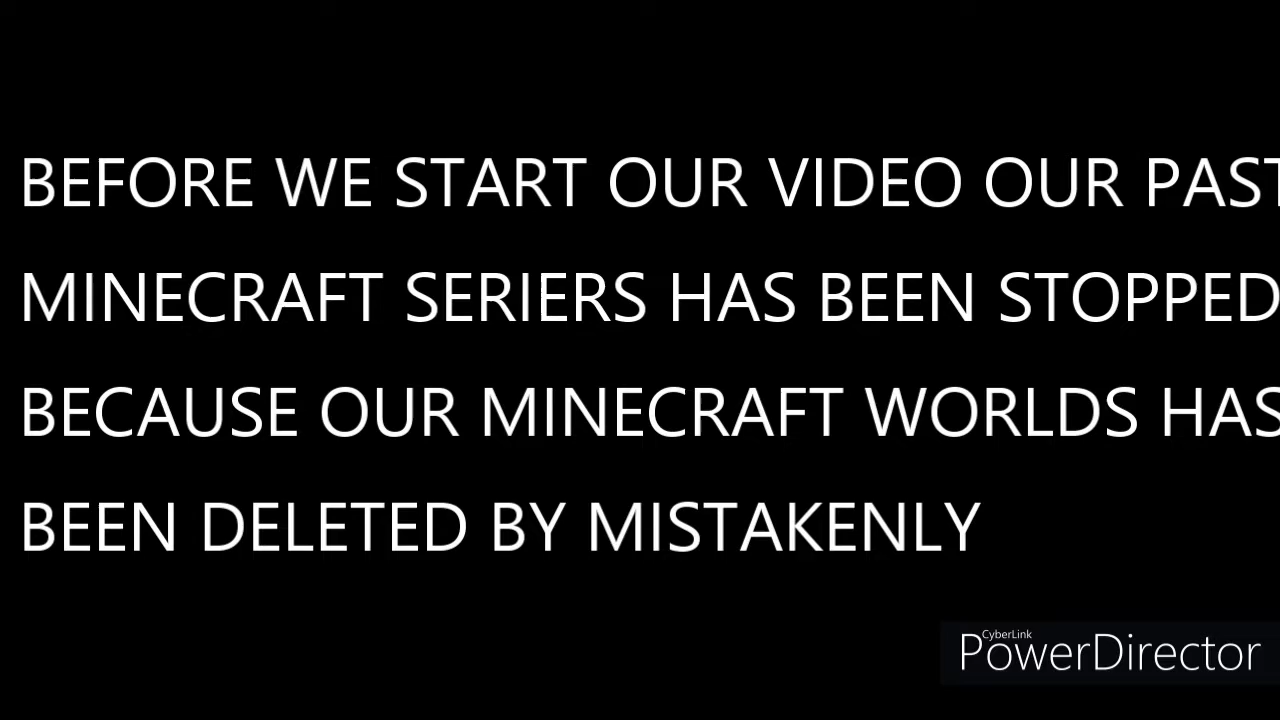 BEFORE WE START OUR VIDEO OUR PAST
MINECRAFT SERIERS HAS BEEN STOPPED
BECAUSE OUR MINECRAFT WORLDS HAS
BEEN DELETED BY MISTAKENLY
CyberLink
PowerDirector